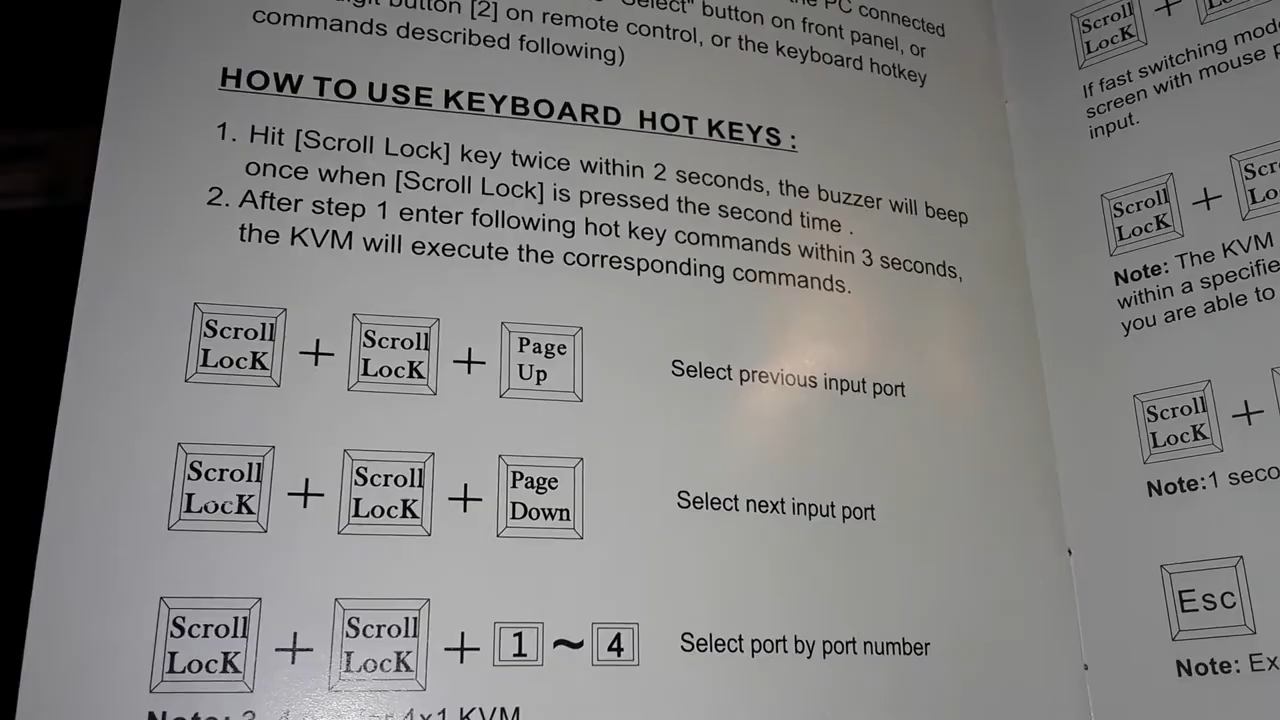 PC connected
Select" button on front panel, or
button [2] on remote control, or the keyboard hotkey
commands described following)
HOW TO USE KEYBOARD HOT KEYS :
1. Hit [Scroll Lock] key twice within 2 seconds, the buzzer will beep
once when [Scroll Lock] is pressed the second time .
2. After step 1 enter following hot key commands within 3 seconds,
the KVM will execute the corresponding commands.
Scroll LocK + Scroll LocK + Page Up Select previous input port
Scroll LocK + Scroll LocK + Page Down Select next input port
Scroll LocK + Scroll LocK + 1 ~ 4 Select port by port number
4x1 KVM
Scroll LocK +
If fast switching
screen with mouse
input.
Scroll LocK +
Note: The KVM
within a
you are able to
Scroll LocK +
Note:1
Esc
Note: